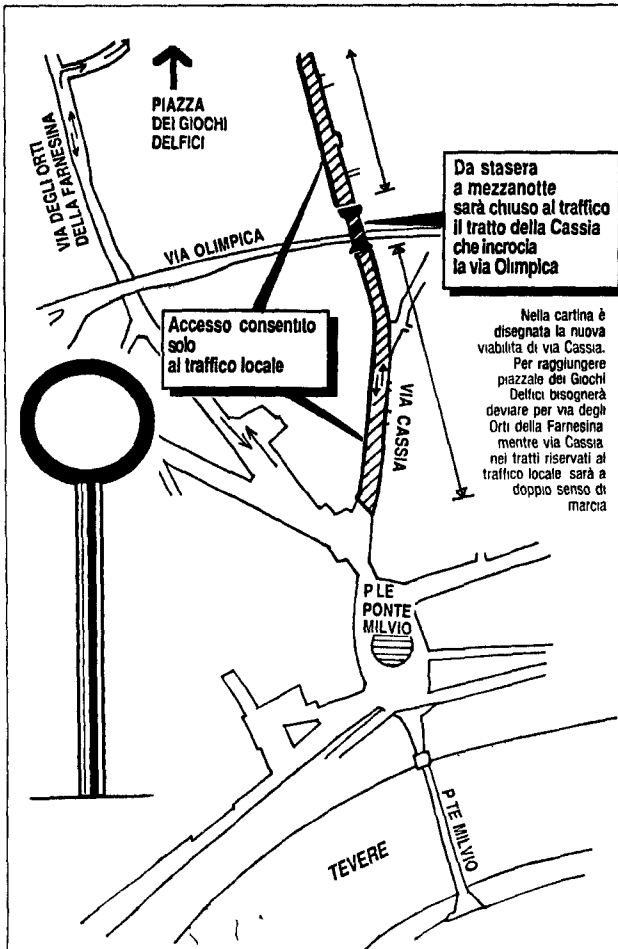 PIAZZA
DEI GIOCHI
DELFICI
VIA DEGLI ORTI
DELLA FARNESINA
VIA OLIMPICA
Da stasera
a mezzanotte
sarà chiuso al traffico
il tratto della Cassia
che incrocia
la via Olimpica
Accesso consentito
solo
al traffico locale
Nella cartina è
disegnata la nuova
viabilita di via Cassia.
Per raggiungere
piazzale dei Giochi
Delfici bisognerà
deviare per via degli
Orti della Farnesina
mentre via Cassia
nei tratti riservati al
traffico locale sarà a
doppio senso di
marcia
VIA CASSIA
P LE
PONTE
MILVIO
P TE MILVIO
TEVERE